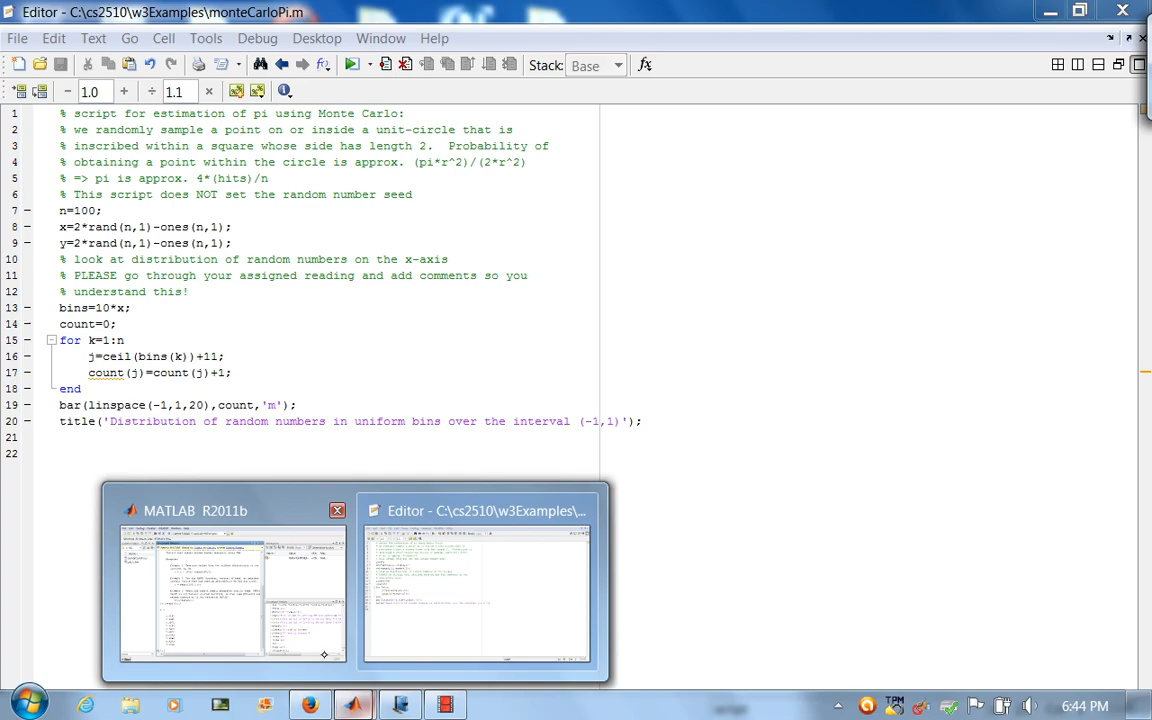 Editor - C:\cs2510\w3Examples\monteCarloPi.m
File Edit Text Go Cell Tools Debug Desktop Window Help
Stack: Base fx
− 1.0 + ÷ 1.1 ×
1 % script for estimation of pi using Monte Carlo:
2 % we randomly sample a point on or inside a unit-circle that is
3 % inscribed within a square whose side has length 2.  Probability of
4 % obtaining a point within the circle is approx. (pi*r^2)/(2*r^2)
5 % => pi is approx. 4*(hits)/n
6 % This script does NOT set the random number seed
7 − n=100;
8 − x=2*rand(n,1)-ones(n,1);
9 − y=2*rand(n,1)-ones(n,1);
10 % look at distribution of random numbers on the x-axis
11 % PLEASE go through your assigned reading and add comments so you
12 % understand this!
13 − bins=10*x;
14 − count=0;
15 − for k=1:n
16 − j=ceil(bins(k))+11;
17 − count(j)=count(j)+1;
18 − end
19 − bar(linspace(-1,1,20),count,'m');
20 − title('Distribution of random numbers in uniform bins over the interval (-1,1)');
21
22
MATLAB R2011b
Editor - C:\cs2510\w3Examples\...
6:44 PM